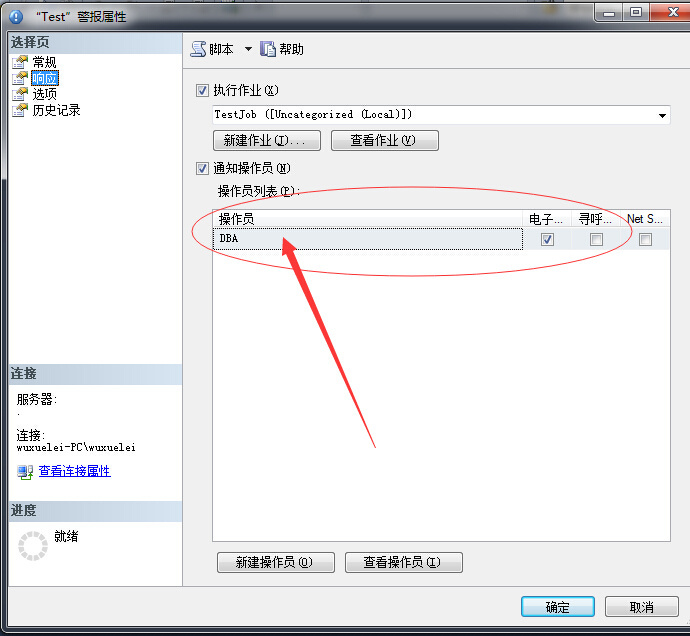 “Test”警报属性
选择页
常规
响应
选项
历史记录
脚本 帮助
执行作业(X)
TestJob ([Uncategorized (Local)])
新建作业(J)... 查看作业(V)
通知操作员(N)
操作员列表(P):
操作员 电子... 寻呼... Net S...
DBA
连接
服务器:
.
连接:
wuxuelei-PC\wuxuelei
查看连接属性
进度
就绪
新建操作员(O) 查看操作员(I)
确定 取消